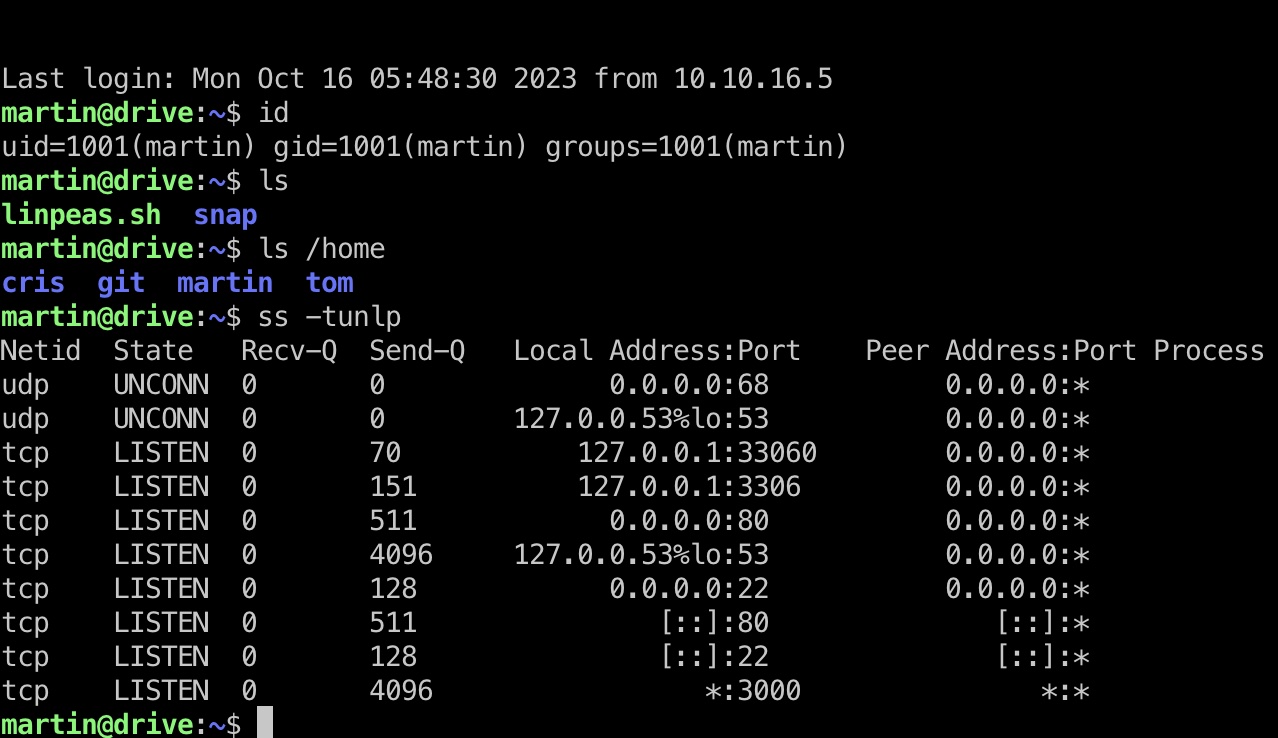 Last login: Mon Oct 16 05:48:30 2023 from 10.10.16.5
martin@drive:~$ id
uid=1001(martin) gid=1001(martin) groups=1001(martin)
martin@drive:~$ ls
linpeas.sh  snap
martin@drive:~$ ls /home
cris  git  martin  tom
martin@drive:~$ ss -tunlp
Netid  State   Recv-Q  Send-Q   Local Address:Port    Peer Address:Port Process
udp    UNCONN  0       0              0.0.0.0:68           0.0.0.0:*
udp    UNCONN  0       0        127.0.0.53%lo:53           0.0.0.0:*
tcp    LISTEN  0       70           127.0.0.1:33060        0.0.0.0:*
tcp    LISTEN  0       151          127.0.0.1:3306         0.0.0.0:*
tcp    LISTEN  0       511            0.0.0.0:80           0.0.0.0:*
tcp    LISTEN  0       4096     127.0.0.53%lo:53           0.0.0.0:*
tcp    LISTEN  0       128            0.0.0.0:22           0.0.0.0:*
tcp    LISTEN  0       511               [::]:80              [::]:*
tcp    LISTEN  0       128               [::]:22              [::]:*
tcp    LISTEN  0       4096                 *:3000               *:*
martin@drive:~$